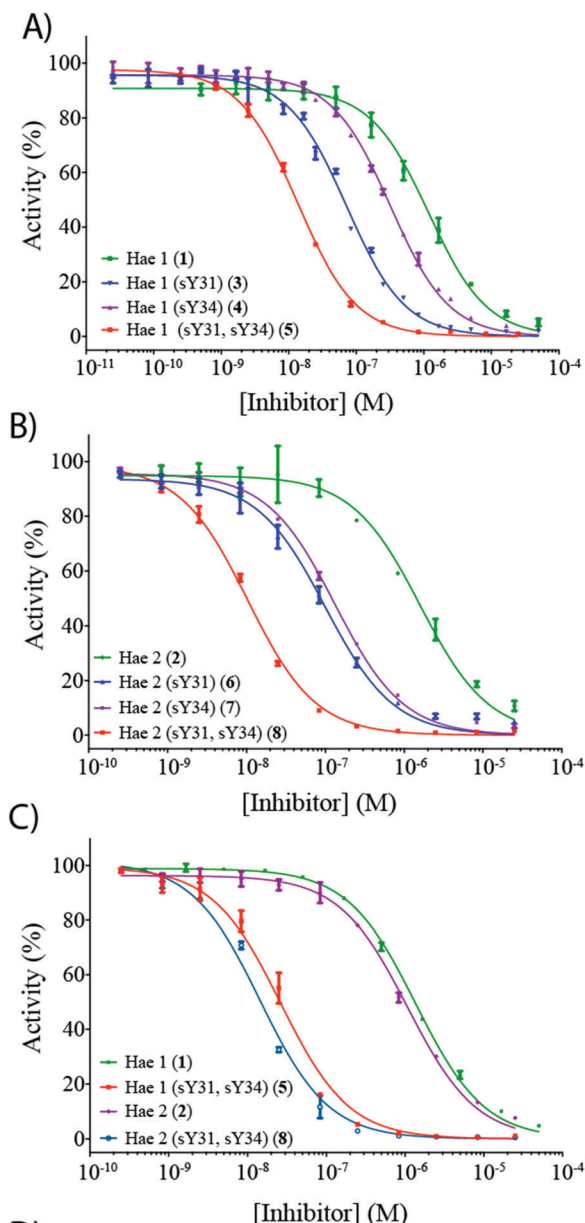 A)
100
80
60
40
20
0
Activity (%)
Hae 1 (1)
Hae 1 (sY31) (3)
Hae 1 (sY34) (4)
Hae 1 (sY31, sY34) (5)
10-11 10-10 10-9 10-8 10-7 10-6 10-5 10-4
[Inhibitor] (M)
B)
100
80
60
40
20
0
Activity (%)
Hae 2 (2)
Hae 2 (sY31) (6)
Hae 2 (sY34) (7)
Hae 2 (sY31, sY34) (8)
10-10 10-9 10-8 10-7 10-6 10-5 10-4
[Inhibitor] (M)
C)
100
80
60
40
20
0
Activity (%)
Hae 1 (1)
Hae 1 (sY31, sY34) (5)
Hae 2 (2)
Hae 2 (sY31, sY34) (8)
10-10 10-9 10-8 10-7 10-6 10-5 10-4
[Inhibitor] (M)